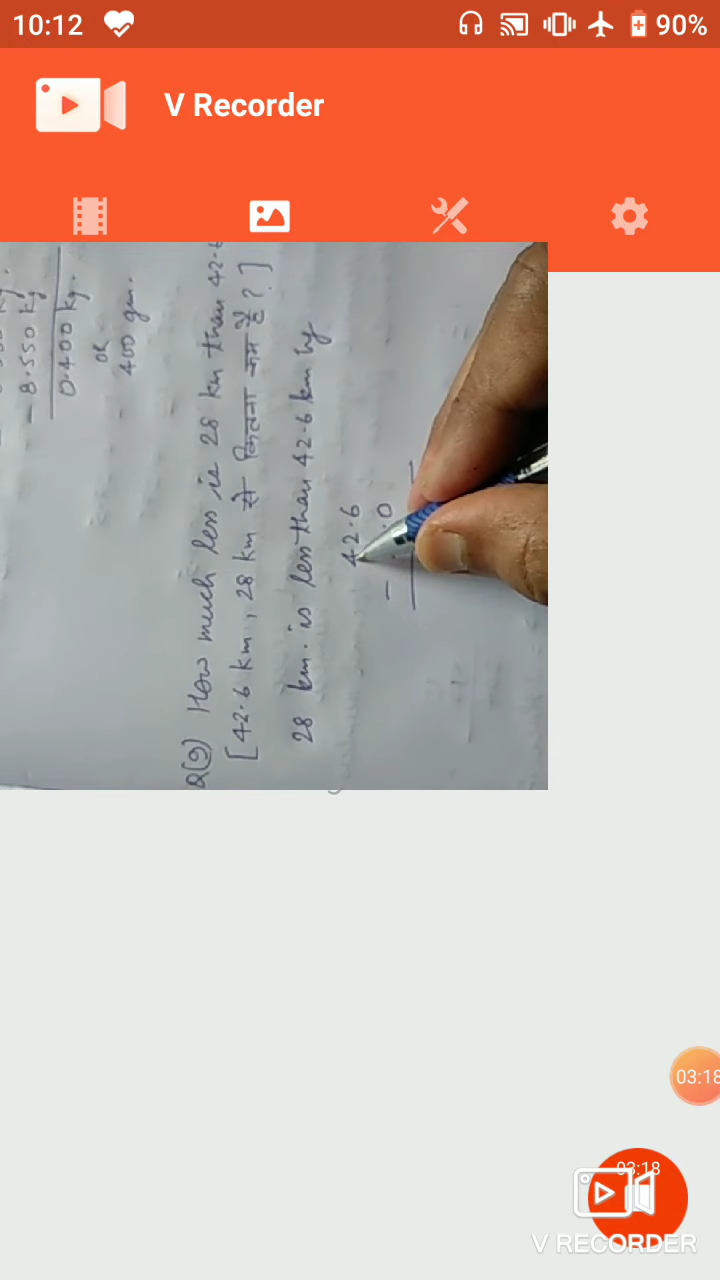 10:12
90%
V Recorder
- 8.550 kg
0.400 kg.
or
400 gm.
Q(9) How much less is 28 km than 42.6
[42.6 km, 28 km से कितना कम है?]
28 km. is less than 42.6 km by
42.6
- .0
03:18
03:18
V RECORDER